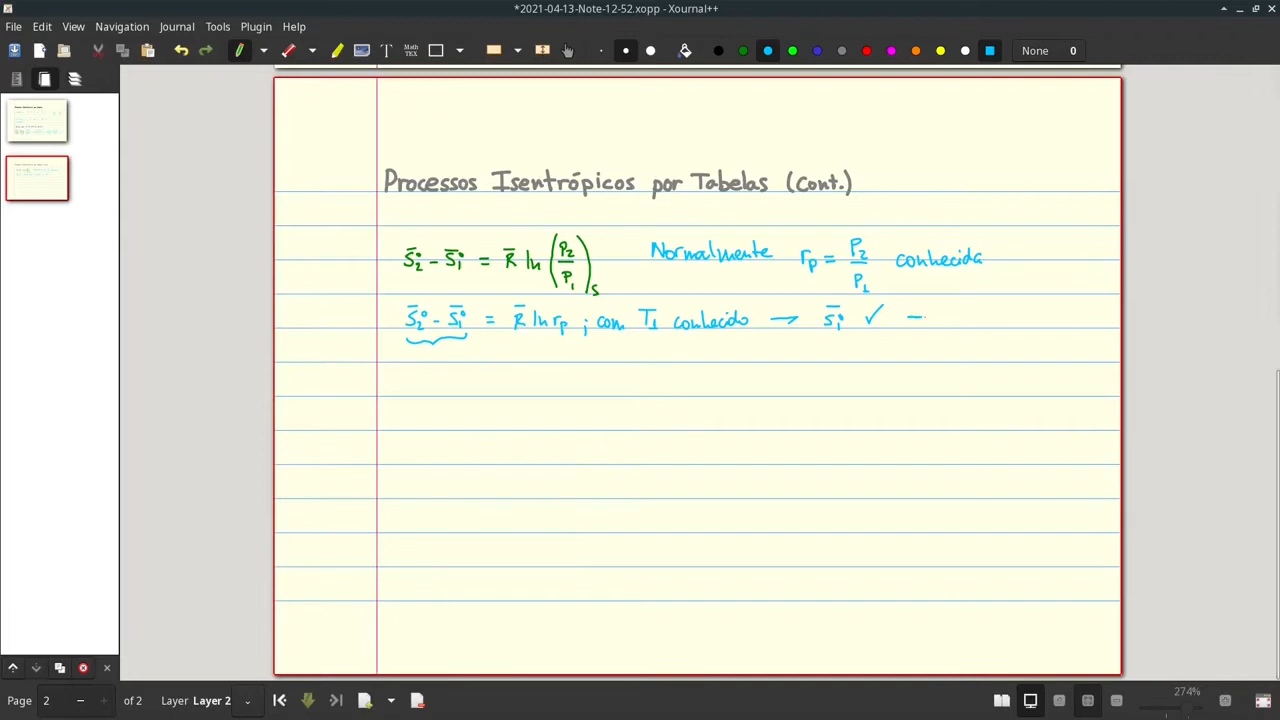 *2021-04-13-Note-12-52.xopp - Xournal++
File Edit View Navigation Journal Tools Plugin Help
Math TEX T None 0
Processos Isentrópicos por Tabelas (Cont.)
s̄₂° - s̄₁° = R̄ ln (P₂/P₁)s Normalmente rp = P₂/P₁ conhecida
s̄₂° - s̄₁° = R̄ ln rp ; com T₁ conhecido → s̄₁° ✓ –
Page 2 of 2 Layer Layer 2 274%